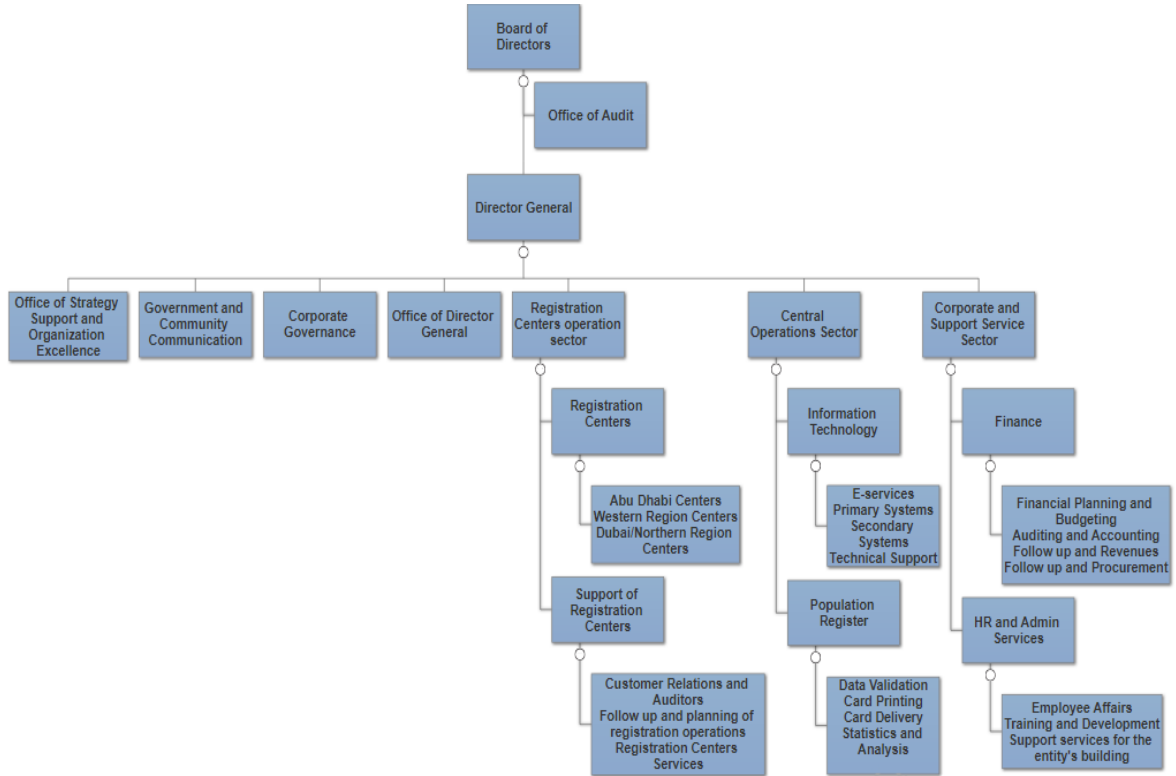 Board of
Directors
Office of Audit
Director General
Office of Strategy
Support and
Organization
Excellence
Government and
Community
Communication
Corporate
Governance
Office of Director
General
Registration
Centers operation
sector
Central
Operations Sector
Corporate and
Support Service
Sector
Registration
Centers
Information
Technology
Finance
Abu Dhabi Centers
Western Region Centers
Dubai/Northern Region
Centers
E-services
Primary Systems
Secondary
Systems
Technical Support
Financial Planning and
Budgeting
Auditing and Accounting
Follow up and Revenues
Follow up and Procurement
Support of
Registration
Centers
Population
Register
HR and Admin
Services
Customer Relations and
Auditors
Follow up and planning of
registration operations
Registration Centers
Services
Data Validation
Card Printing
Card Delivery
Statistics and
Analysis
Employee Affairs
Training and Development
Support services for the
entity's building